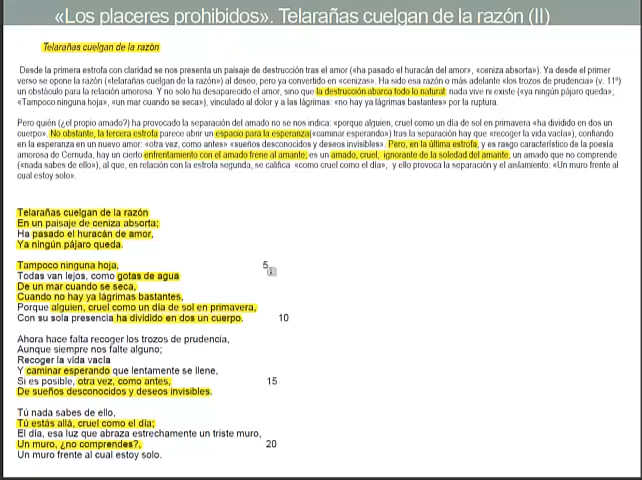 «Los placeres prohibidos». Telarañas cuelgan de la razón (II)
Telarañas cuelgan de la razón
Desde la primera estrofa con claridad se nos presenta un paisaje de destrucción tras el amor («ha pasado el huracán del amor», «ceniza absorta»). Ya desde el primer
verso se opone la razón («telarañas cuelgan de la razón») al deseo, pero ya convertido en «cenizas». Ha sido esa razón o más adelante «los trozos de prudencia» (v. 11º)
un obstáculo para la relación amorosa. Y no solo ha desaparecido el amor, sino que la destrucción abarca todo lo natural: nada vive ni existe («ya ningún pájaro queda»;
«Tampoco ninguna hoja», «un mar cuando se seca»), vinculado al dolor y a las lágrimas: «no hay ya lágrimas bastantes» por la ruptura.
Pero quién (¿el propio amado?) ha provocado la separación del amado no se nos indica: «porque alguien, cruel como un día de sol en primavera «ha dividido en dos un
cuerpo». No obstante, la tercera estrofa parece abrir un espacio para la esperanza(«caminar esperando») tras la separación hay que «recoger la vida vacía»), confiando
en la esperanza en un nuevo amor: «otra vez, como antes» «sueños desconocidos y deseos invisibles». Pero, en la última estrofa, y es rasgo característico de la poesía
amorosa de Cernuda, hay un cierto enfrentamiento con el amado frente al amante; es un amado, cruel, ignorante de la soledad del amante, un amado que no comprende
(«nada sabes de ello»), al que, en relación con la estrofa segunda, se califica «como cruel como el día», y ello provoca la separación y el aislamiento: «Un muro frente al
cual estoy solo».
Telarañas cuelgan de la razón
En un paisaje de ceniza absorta;
Ha pasado el huracán de amor,
Ya ningún pájaro queda.
Tampoco ninguna hoja, 5
Todas van lejos, como gotas de agua
De un mar cuando se seca,
Cuando no hay ya lágrimas bastantes,
Porque alguien, cruel como un día de sol en primavera,
Con su sola presencia ha dividido en dos un cuerpo. 10
Ahora hace falta recoger los trozos de prudencia,
Aunque siempre nos falte alguno;
Recoger la vida vacía
Y caminar esperando que lentamente se llene,
Si es posible, otra vez, como antes, 15
De sueños desconocidos y deseos invisibles.
Tú nada sabes de ello,
Tú estás allá, cruel como el día;
El día, esa luz que abraza estrechamente un triste muro,
Un muro, ¿no comprendes?, 20
Un muro frente al cual estoy solo.